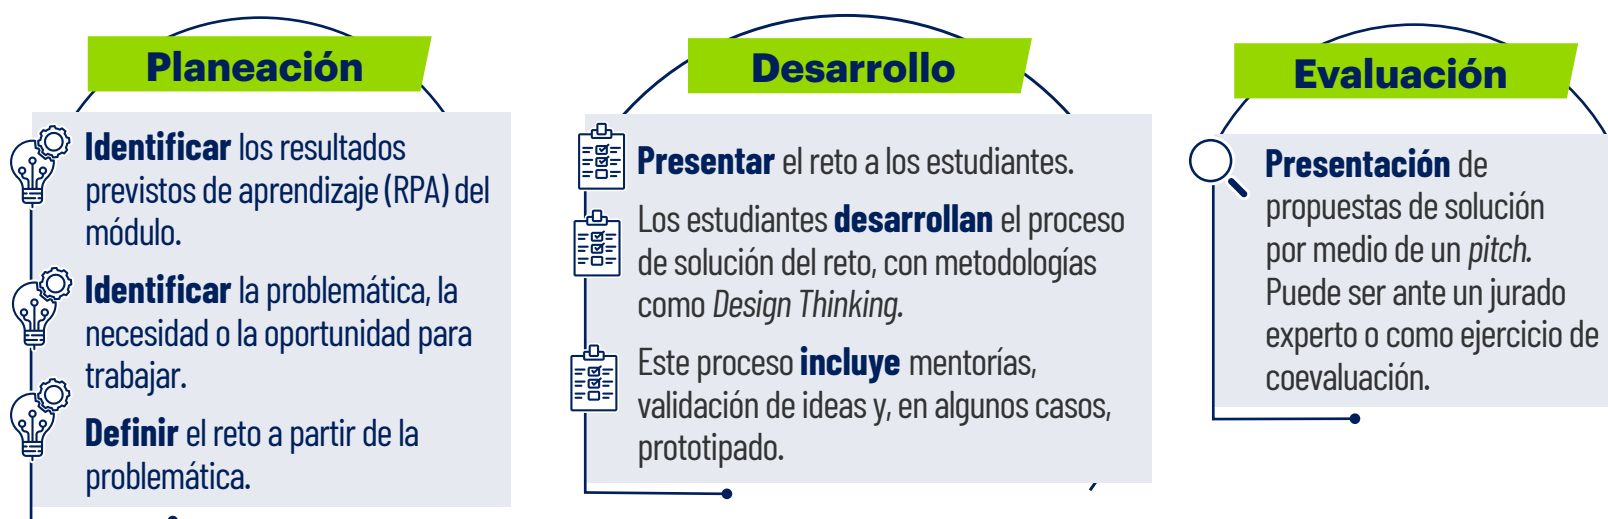 Planeación
Identificar los resultados
previstos de aprendizaje (RPA) del
módulo.
Identificar la problemática, la
necesidad o la oportunidad para
trabajar.
Definir el reto a partir de la
problemática.
Desarrollo
Presentar el reto a los estudiantes.
Los estudiantes desarrollan el proceso
de solución del reto, con metodologías
como Design Thinking.
Este proceso incluye mentorías,
validación de ideas y, en algunos casos,
prototipado.
Evaluación
Presentación de
propuestas de solución
por medio de un pitch.
Puede ser ante un jurado
experto o como ejercicio de
coevaluación.